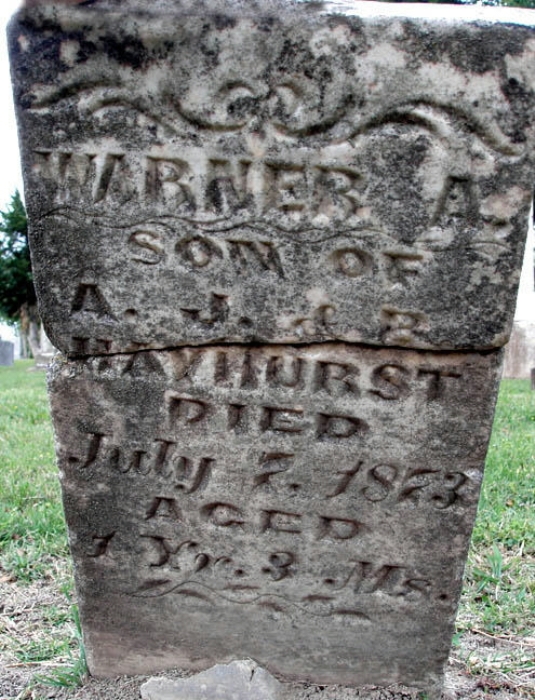 WARNER A.
SON OF
A. J. & B.
HAYHURST
DIED
July 7, 1873
AGED
1 Yr. 3 Ms.